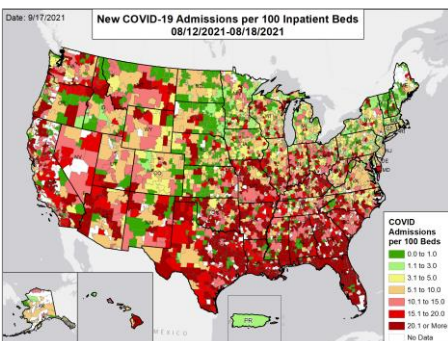 Date: 9/17/2021
New COVID-19 Admissions per 100 Inpatient Beds
08/12/2021-08/18/2021
CO
DE
MD
PR
MEXICO
COVID
Admissions
per 100 Beds
0.0 to 1.0
1.1 to 3.0
3.1 to 5.0
5.1 to 10.0
10.1 to 15.0
15.1 to 20.0
20.1 or More
No Data